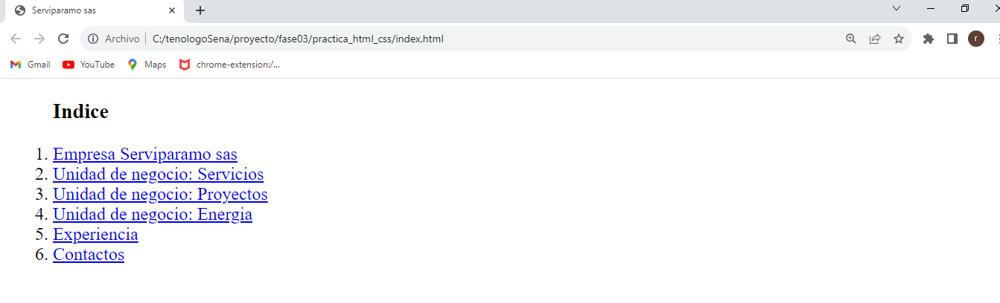 Serviparamo sas
Archivo | C:/tenologoSena/proyecto/fase03/practica_html_css/index.html
r
Gmail YouTube Maps chrome-extension:/...
Indice
1. Empresa Serviparamo sas
2. Unidad de negocio: Servicios
3. Unidad de negocio: Proyectos
4. Unidad de negocio: Energia
5. Experiencia
6. Contactos